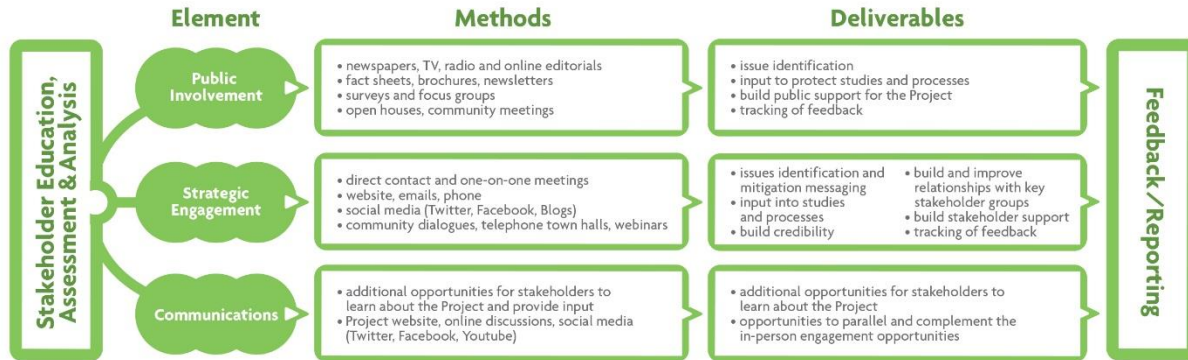 Element
Methods
Deliverables
Stakeholder Education,
Assessment & Analysis
Public
Involvement
• newspapers, TV, radio and online editorials
• fact sheets, brochures, newsletters
• surveys and focus groups
• open houses, community meetings
• issue identification
• input to protect studies and processes
• build public support for the Project
• tracking of feedback
Strategic
Engagement
• direct contact and one-on-one meetings
• website, emails, phone
• social media (Twitter, Facebook, Blogs)
• community dialogues, telephone town halls, webinars
• issues identification and
mitigation messaging
• input into studies
and processes
• build credibility
• build and improve
relationships with key
stakeholder groups
• build stakeholder support
• tracking of feedback
Communications
• additional opportunities for stakeholders to
learn about the Project and provide input
• Project website, online discussions, social media
(Twitter, Facebook, Youtube)
• additional opportunities for stakeholders to
learn about the Project
• opportunities to parallel and complement the
in-person engagement opportunities
Feedback/Reporting